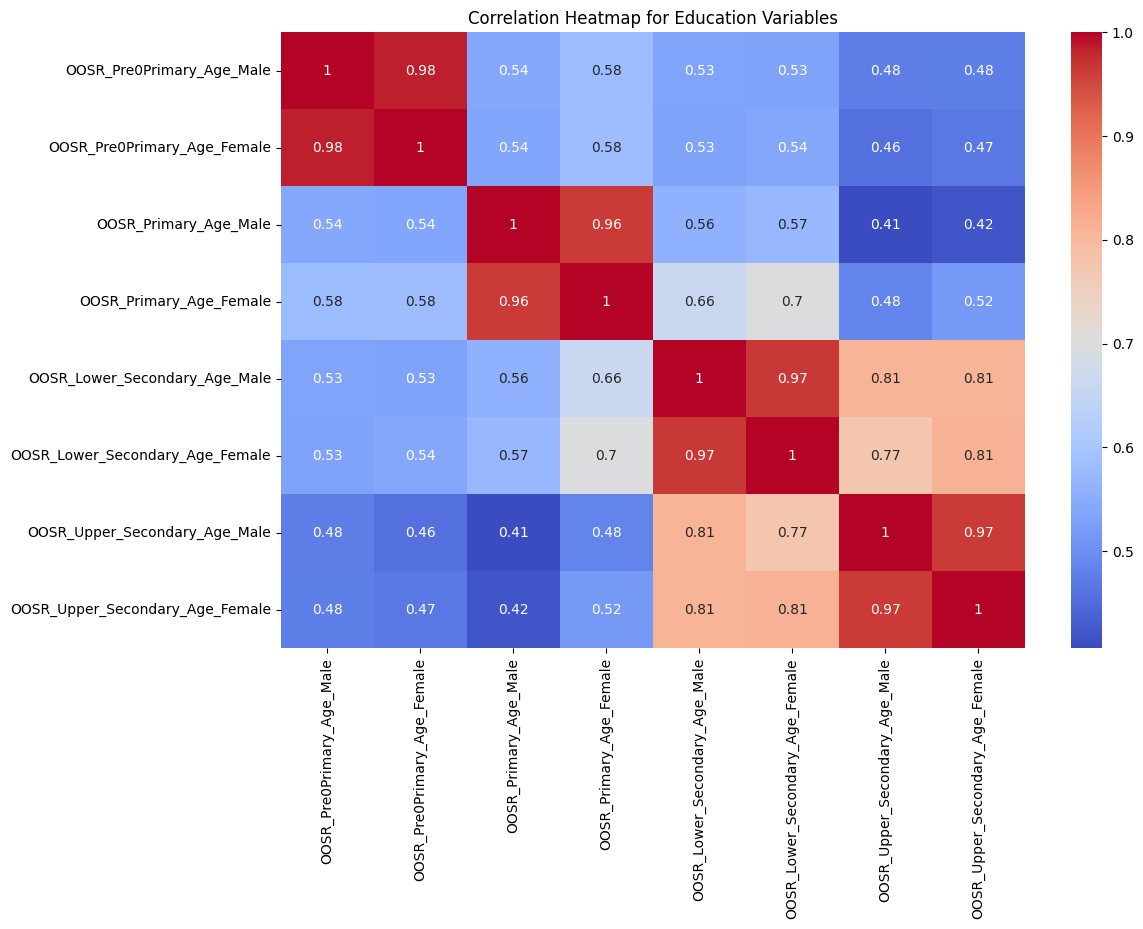 Correlation Heatmap for Education Variables
OOSR_Pre0Primary_Age_Male 1 0.98 0.54 0.58 0.53 0.53 0.48 0.48
OOSR_Pre0Primary_Age_Female 0.98 1 0.54 0.58 0.53 0.54 0.46 0.47
OOSR_Primary_Age_Male 0.54 0.54 1 0.96 0.56 0.57 0.41 0.42
OOSR_Primary_Age_Female 0.58 0.58 0.96 1 0.66 0.7 0.48 0.52
OOSR_Lower_Secondary_Age_Male 0.53 0.53 0.56 0.66 1 0.97 0.81 0.81
OOSR_Lower_Secondary_Age_Female 0.53 0.54 0.57 0.7 0.97 1 0.77 0.81
OOSR_Upper_Secondary_Age_Male 0.48 0.46 0.41 0.48 0.81 0.77 1 0.97
OOSR_Upper_Secondary_Age_Female 0.48 0.47 0.42 0.52 0.81 0.81 0.97 1
OOSR_Pre0Primary_Age_Male
OOSR_Pre0Primary_Age_Female
OOSR_Primary_Age_Male
OOSR_Primary_Age_Female
OOSR_Lower_Secondary_Age_Male
OOSR_Lower_Secondary_Age_Female
OOSR_Upper_Secondary_Age_Male
OOSR_Upper_Secondary_Age_Female
1.0
0.9
0.8
0.7
0.6
0.5